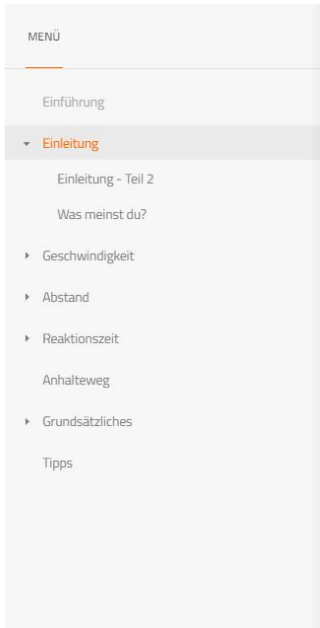 MENÜ
Einführung
Einleitung
Einleitung - Teil 2
Was meinst du?
Geschwindigkeit
Abstand
Reaktionszeit
Anhalteweg
Grundsätzliches
Tipps